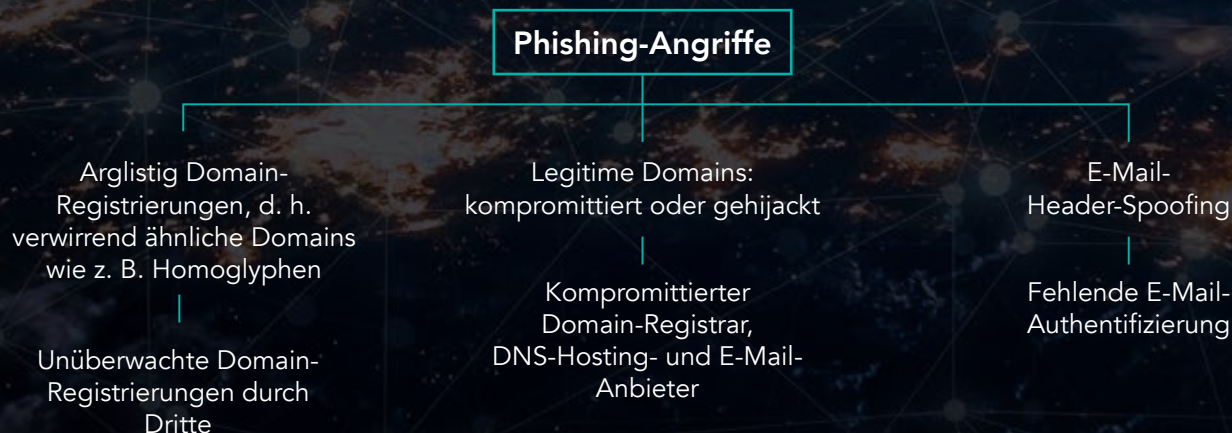 Phishing-Angriffe
Arglistig Domain-
Registrierungen, d. h.
verwirrend ähnliche Domains
wie z. B. Homoglyphen
Unüberwachte Domain-
Registrierungen durch
Dritte
Legitime Domains:
kompromittiert oder gehijackt
Kompromittierter
Domain-Registrar,
DNS-Hosting- und E-Mail-
Anbieter
E-Mail-
Header-Spoofing
Fehlende E-Mail-
Authentifizierung